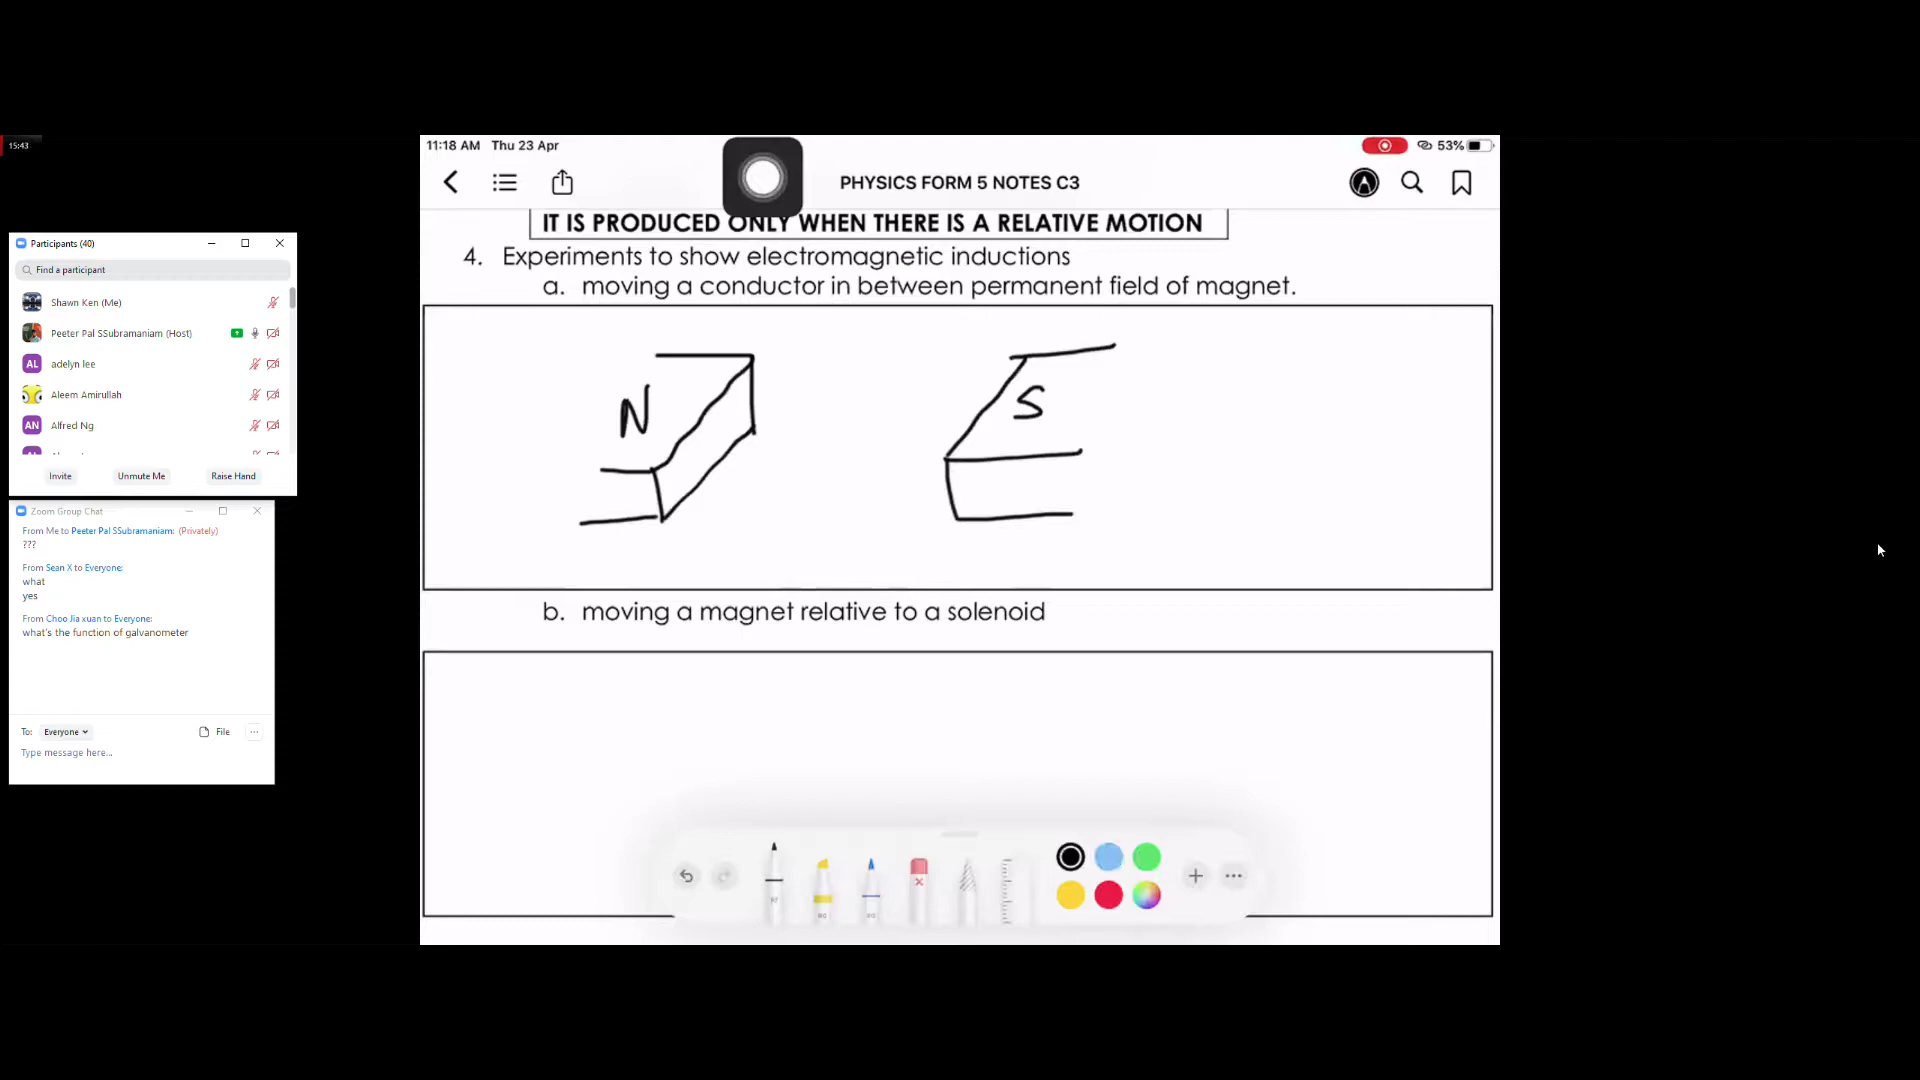 15:43
Participants (40)
Find a participant
Shawn Ken (Me)
Peeter Pal SSubramaniam (Host)
AL adelyn lee
Aleem Amirullah
AN Alfred Ng
Invite Unmute Me Raise Hand
Zoom Group Chat
From Me to Peeter Pal SSubramaniam: (Privately)
???
From Sean X to Everyone:
what
yes
From Choo Jia xuan to Everyone:
what's the function of galvanometer
To: Everyone File
Type message here...
11:18 AM Thu 23 Apr 53%
PHYSICS FORM 5 NOTES C3
IT IS PRODUCED ONLY WHEN THERE IS A RELATIVE MOTION
4. Experiments to show electromagnetic inductions
a. moving a conductor in between permanent field of magnet.
N S
b. moving a magnet relative to a solenoid